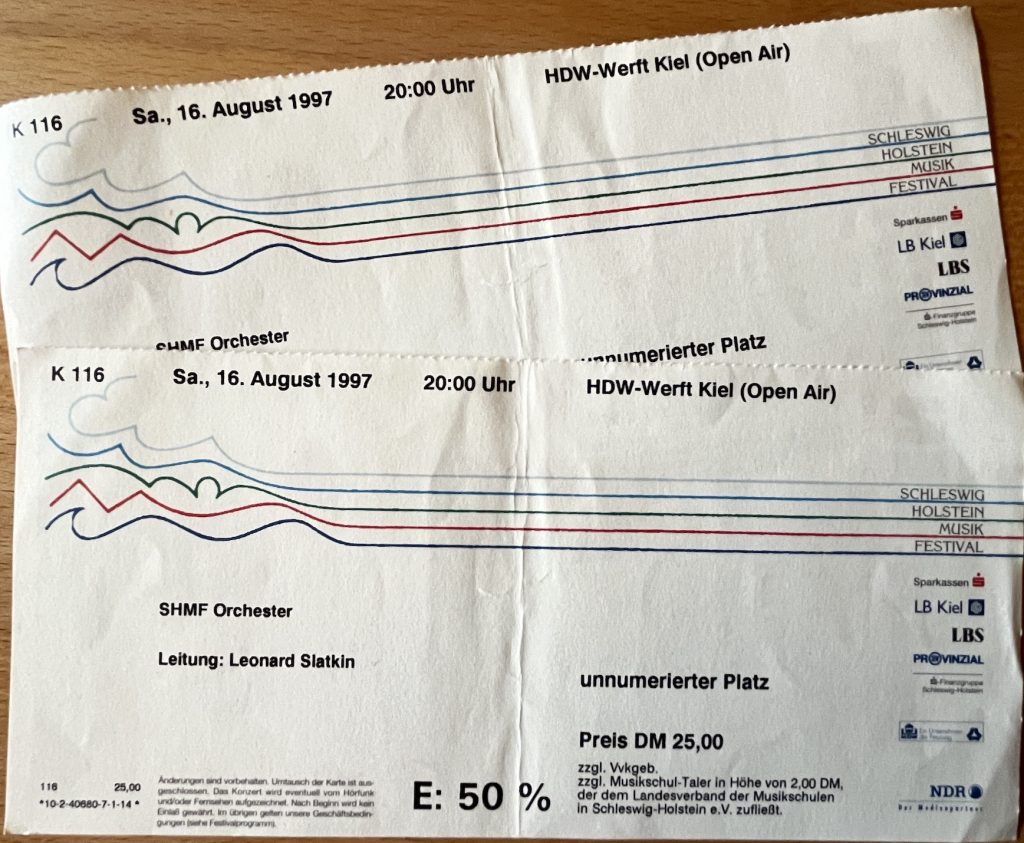 K 116 Sa., 16. August 1997 20:00 Uhr HDW-Werft Kiel (Open Air)
SCHLESWIG
HOLSTEIN
MUSIK
FESTIVAL
Sparkassen
LB Kiel
LBS
PROVINZIAL
Finanzgruppe
Schleswig-Holstein
SHMF Orchester
unnumerierter Platz
K 116 Sa., 16. August 1997 20:00 Uhr HDW-Werft Kiel (Open Air)
SCHLESWIG
HOLSTEIN
MUSIK
FESTIVAL
Sparkassen
LB Kiel
LBS
PROVINZIAL
Finanzgruppe
Schleswig-Holstein
SHMF Orchester
Leitung: Leonard Slatkin
unnumerierter Platz
Preis DM 25,00
zzgl. Vvkgeb.
zzgl. Musikschul-Taler in Höhe von 2,00 DM,
der dem Landesverband der Musikschulen
in Schleswig-Holstein e.V. zufließt.
116 25,00
*10-2-40680-7-1-14 *
Änderungen sind vorbehalten. Umtausch der Karte ist aus-
geschlossen. Das Konzert wird eventuell vom Hörfunk
und/oder Fernsehen aufgezeichnet. Nach Beginn wird kein
Einlaß gewährt. Im übrigen gelten unsere Geschäftsbedin-
gungen (siehe Festivalprogramm).
E: 50 %
NDR
Der Medienpartner